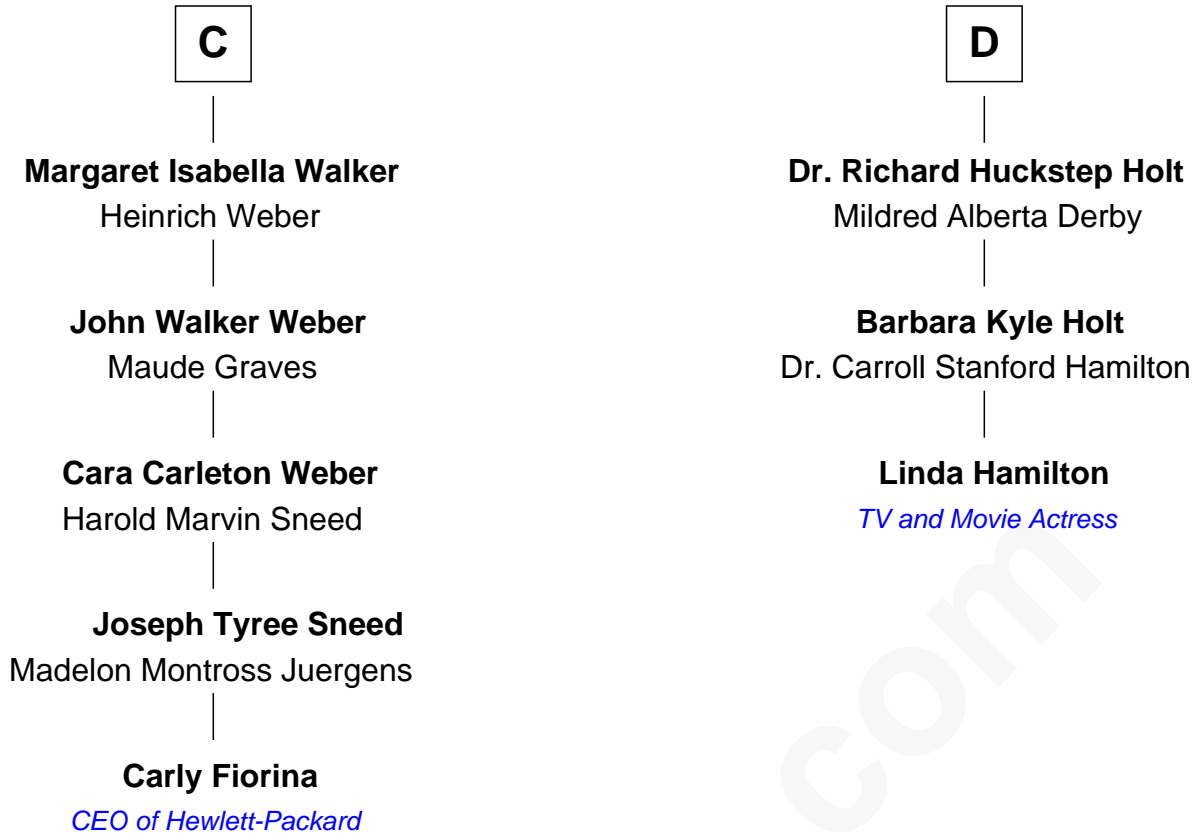 C
Margaret Isabella Walker
Heinrich Weber
John Walker Weber
Maude Graves
Cara Carleton Weber
Harold Marvin Sneed
Joseph Tyree Sneed
Madelon Montross Juergens
Carly Fiorina
CEO of Hewlett-Packard
D
Dr. Richard Huckstep Holt
Mildred Alberta Derby
Barbara Kyle Holt
Dr. Carroll Stanford Hamilton
Linda Hamilton
TV and Movie Actress
com